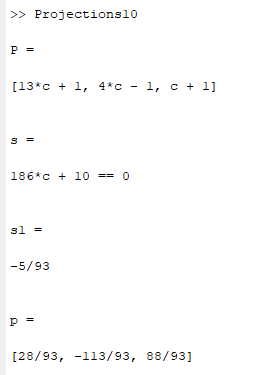 >> Projections10
P =
[13*c + 1, 4*c - 1, c + 1]
s =
186*c + 10 == 0
s1 =
-5/93
p =
[28/93, -113/93, 88/93]